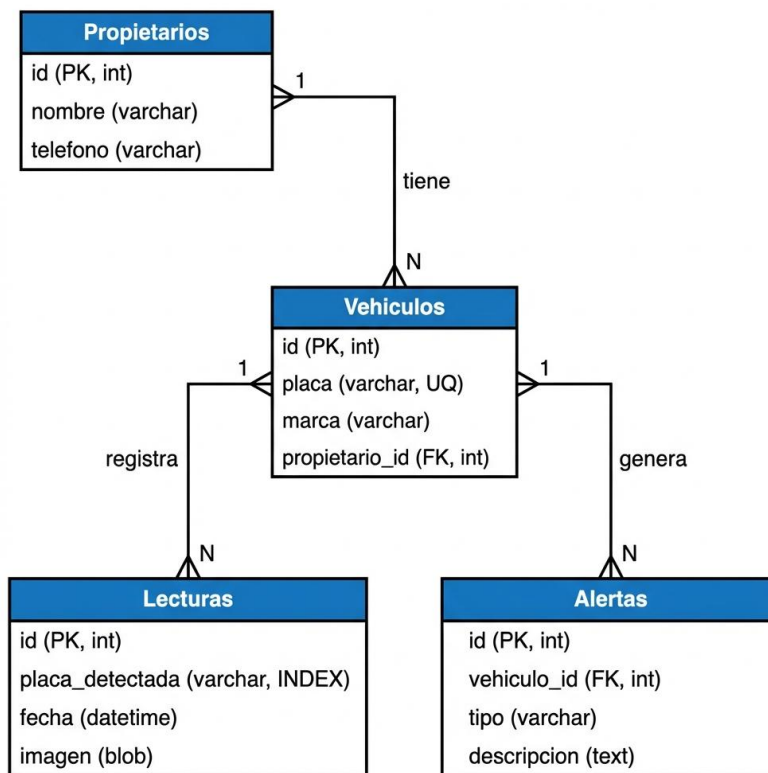 Propietarios
id (PK, int)
nombre (varchar)
telefono (varchar)
1
tiene
N
Vehiculos
id (PK, int)
placa (varchar, UQ)
marca (varchar)
propietario_id (FK, int)
1
registra
N
1
genera
N
Lecturas
id (PK, int)
placa_detectada (varchar, INDEX)
fecha (datetime)
imagen (blob)
Alertas
id (PK, int)
vehiculo_id (FK, int)
tipo (varchar)
descripcion (text)